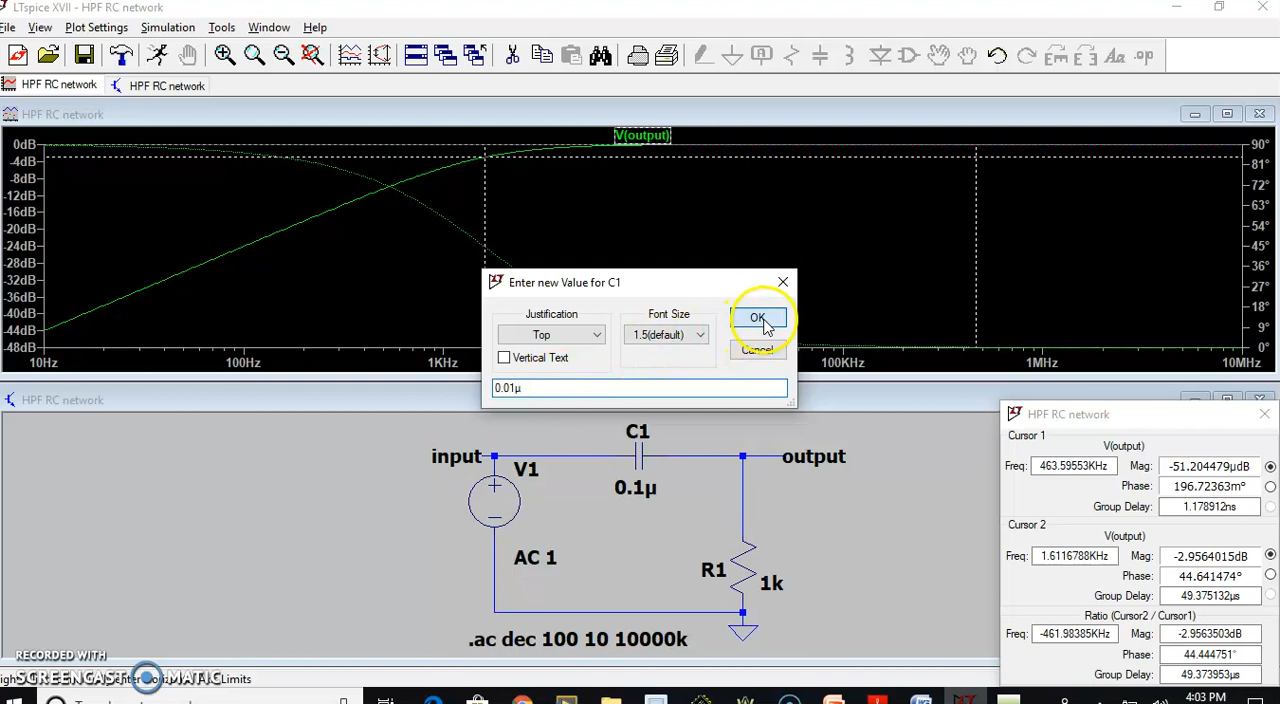 LTspice XVII - HPF RC network
File View Plot Settings Simulation Tools Window Help
HPF RC network HPF RC network
HPF RC network
V(output)
0dB 90°
-4dB 81°
-8dB 72°
-12dB 63°
-16dB 54°
-20dB
-24dB 45°
-28dB 36°
-32dB 27°
-36dB 18°
-40dB
-44dB 9°
-48dB 0°
10Hz 100Hz 1KHz 100KHz 1MHz 10MHz
Enter new Value for C1
Justification Font Size OK
Top 1.5(default)
Vertical Text Cancel
0.01µ
HPF RC network
C1
input output
V1
0.1µ
AC 1
R1
1k
.ac dec 100 10 10000k
HPF RC network
Cursor 1
V(output)
Freq: 463.59553KHz Mag: -51.204479µdB
Phase: 196.72363m°
Group Delay: 1.178912ns
Cursor 2
V(output)
Freq: 1.6116788KHz Mag: -2.9564015dB
Phase: 44.641474°
Group Delay: 49.375132µs
Ratio (Cursor2 / Cursor1)
Freq: -461.98385KHz Mag: -2.9563503dB
Phase: 44.444751°
Group Delay: 49.373953µs
RECORDED WITH
SCREENCAST MATIC
Limits
4:03 PM